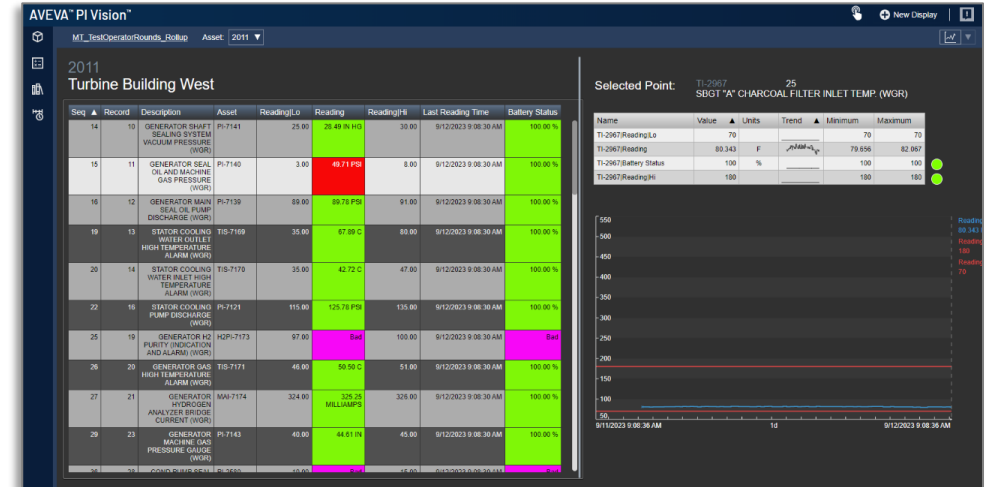 AVEVA™ PI Vision™
New Display
MT_TestOperatorRounds_Rollup Asset: 2011 ▼
2011
Turbine Building West
Seq ▲ Record Description Asset Reading|Lo Reading Reading|Hi Last Reading Time Battery Status
14 10 GENERATOR SHAFT PI-7141 25.00 28.49 IN HG 30.00 9/12/2023 9:08:30 AM 100.00 %
SEALING SYSTEM
VACUUM PRESSURE
(WGR)
15 11 GENERATOR SEAL PI-7140 3.00 49.71 PSI 8.00 9/12/2023 9:08:30 AM 100.00 %
OIL AND MACHINE
GAS PRESSURE
(WGR)
16 12 GENERATOR MAIN PI-7139 89.00 89.78 PSI 91.00 9/12/2023 9:08:30 AM 100.00 %
SEAL OIL PUMP
DISCHARGE (WGR)
19 13 STATOR COOLING TIS-7169 35.00 67.89 C 80.00 9/12/2023 9:08:30 AM 100.00 %
WATER OUTLET
HIGH TEMPERATURE
ALARM (WGR)
20 14 STATOR COOLING TIS-7170 35.00 42.72 C 47.00 9/12/2023 9:08:30 AM 100.00 %
WATER INLET HIGH
TEMPERATURE
ALARM (WGR)
22 16 STATOR COOLING PI-7121 115.00 125.78 PSI 135.00 9/12/2023 9:08:30 AM 100.00 %
PUMP DISCHARGE
(WGR)
25 19 GENERATOR H2 H2PI-7173 97.00 Bad 100.00 9/12/2023 9:08:30 AM Bad
PURITY (INDICATION
AND ALARM) (WGR)
26 20 GENERATOR GAS TIS-7171 46.00 50.50 C 51.00 9/12/2023 9:08:30 AM 100.00 %
HIGH TEMPERATURE
ALARM (WGR)
27 21 GENERATOR MAI-7174 324.00 325.25 326.00 9/12/2023 9:08:30 AM 100.00 %
HYDROGEN MILLIAMPS
ANALYZER BRIDGE
CURRENT (WGR)
29 23 GENERATOR PI-7143 40.00 44.61 IN 45.00 9/12/2023 9:08:30 AM 100.00 %
MACHINE GAS
PRESSURE GAUGE
(WGR)
Selected Point: TI-2967 25
SBGT "A" CHARCOAL FILTER INLET TEMP. (WGR)
Name Value ▲ Units Trend ▲ Minimum Maximum
TI-2967|Reading|Lo 70 70 70
TI-2967|Reading 80.343 F 79.656 82.067
TI-2967|Battery Status 100 % 100 100
TI-2967|Reading|Hi 180 180 180
550
500
450
400
350
300
250
200
150
100
50
9/11/2023 9:08:36 AM 1d 9/12/2023 9:08:36 AM
Reading
80.343
Reading
180
Reading
70